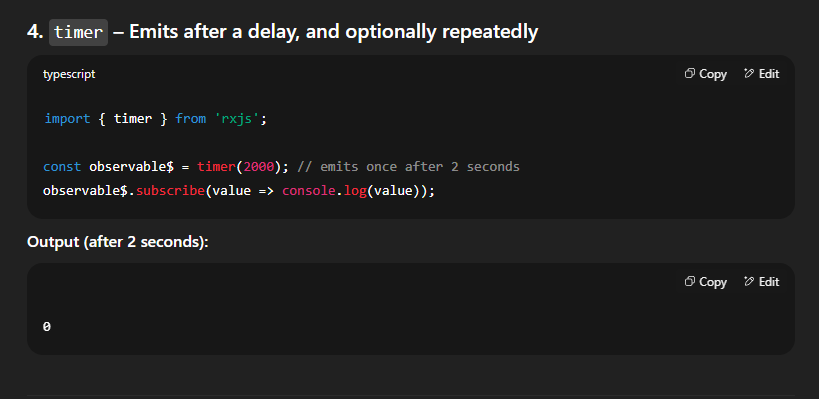 4. timer – Emits after a delay, and optionally repeatedly
typescript Copy Edit
import { timer } from 'rxjs';
const observable$ = timer(2000); // emits once after 2 seconds
observable$.subscribe(value => console.log(value));
Output (after 2 seconds):
Copy Edit
0